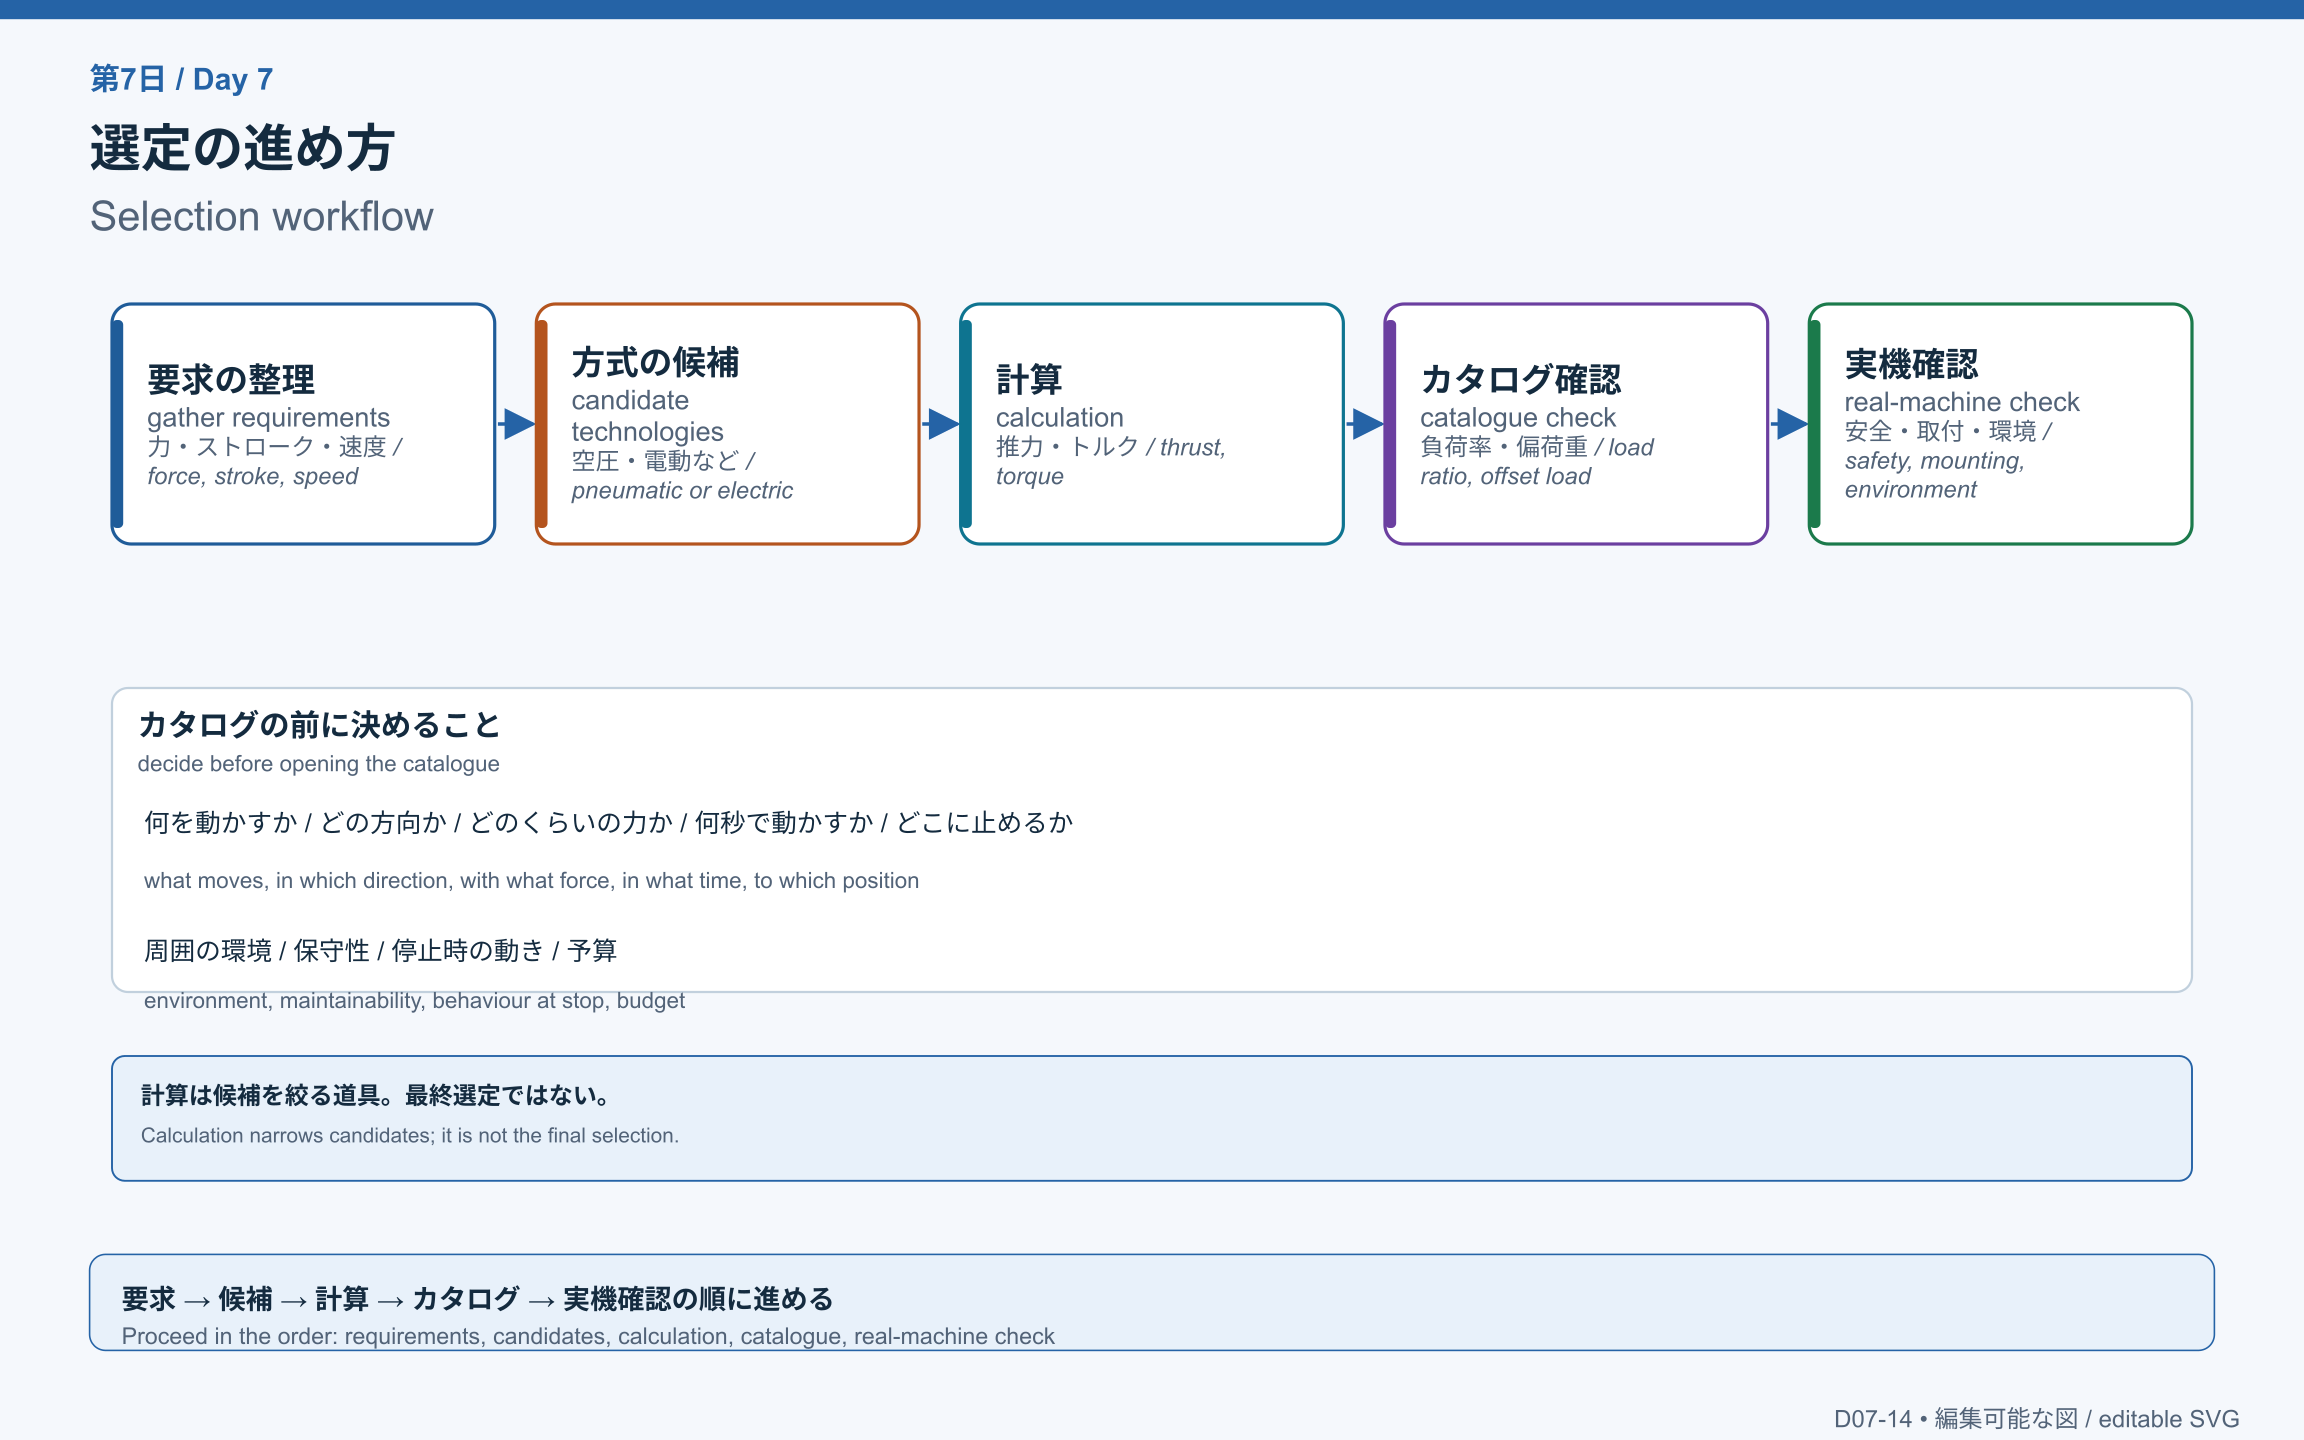 第7日 / Day 7
選定の進め方
Selection workflow
要求の整理
gather requirements
力・ストローク・速度 /
force, stroke, speed
方式の候補
candidate
technologies
空圧・電動など /
pneumatic or electric
計算
calculation
推力・トルク / thrust,
torque
カタログ確認
catalogue check
負荷率・偏荷重 / load
ratio, offset load
実機確認
real-machine check
安全・取付・環境 /
safety, mounting,
environment
カタログの前に決めること
decide before opening the catalogue
何を動かすか / どの方向か / どのくらいの力か / 何秒で動かすか / どこに止めるか
what moves, in which direction, with what force, in what time, to which position
周囲の環境 / 保守性 / 停止時の動き / 予算
environment, maintainability, behaviour at stop, budget
計算は候補を絞る道具。最終選定ではない。
Calculation narrows candidates; it is not the final selection.
要求 → 候補 → 計算 → カタログ → 実機確認の順に進める
Proceed in the order: requirements, candidates, calculation, catalogue, real-machine check
D07-14 • 編集可能な図 / editable SVG